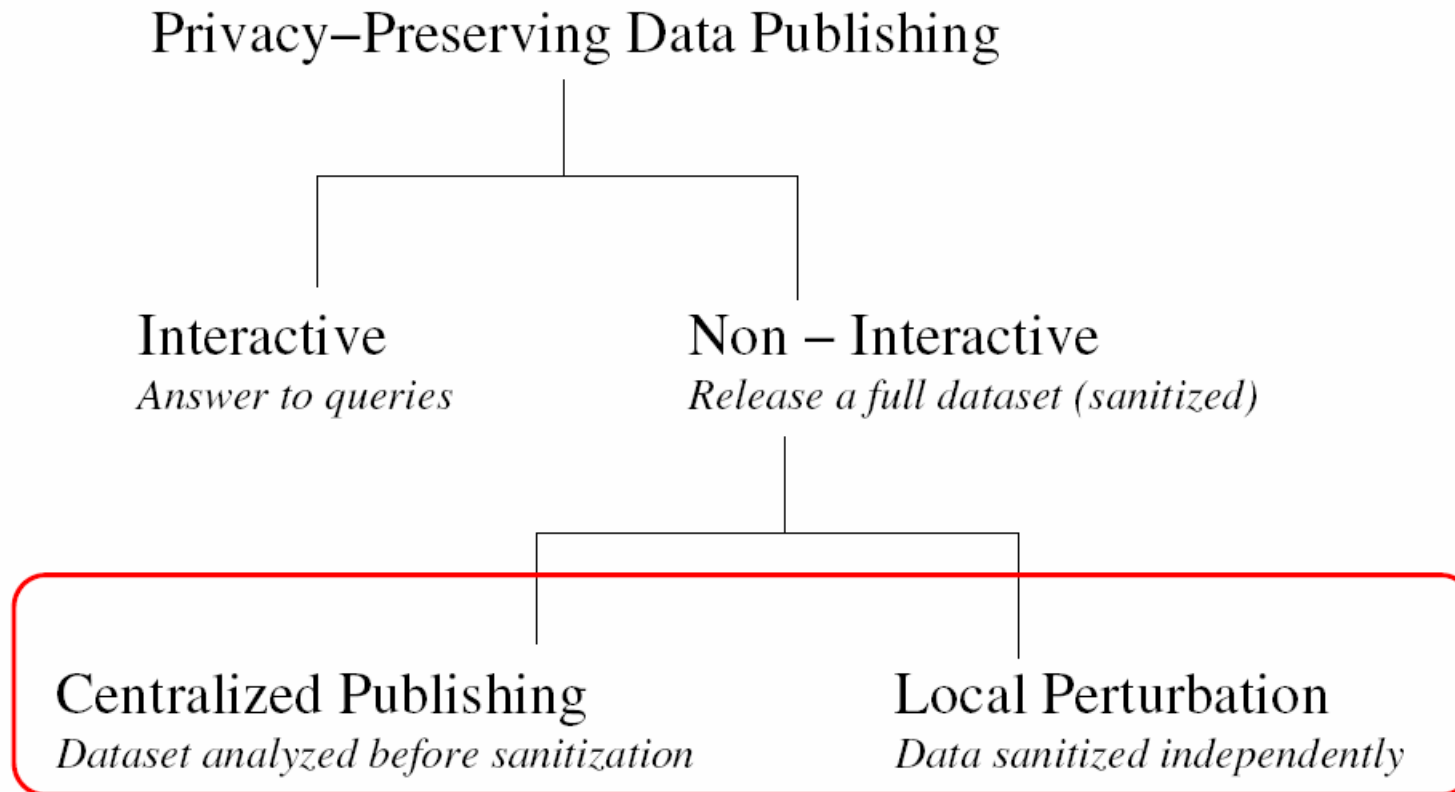 Privacy–Preserving Data Publishing
Interactive
Answer to queries
Non – Interactive
Release a full dataset (sanitized)
Centralized Publishing
Dataset analyzed before sanitization
Local Perturbation
Data sanitized independently